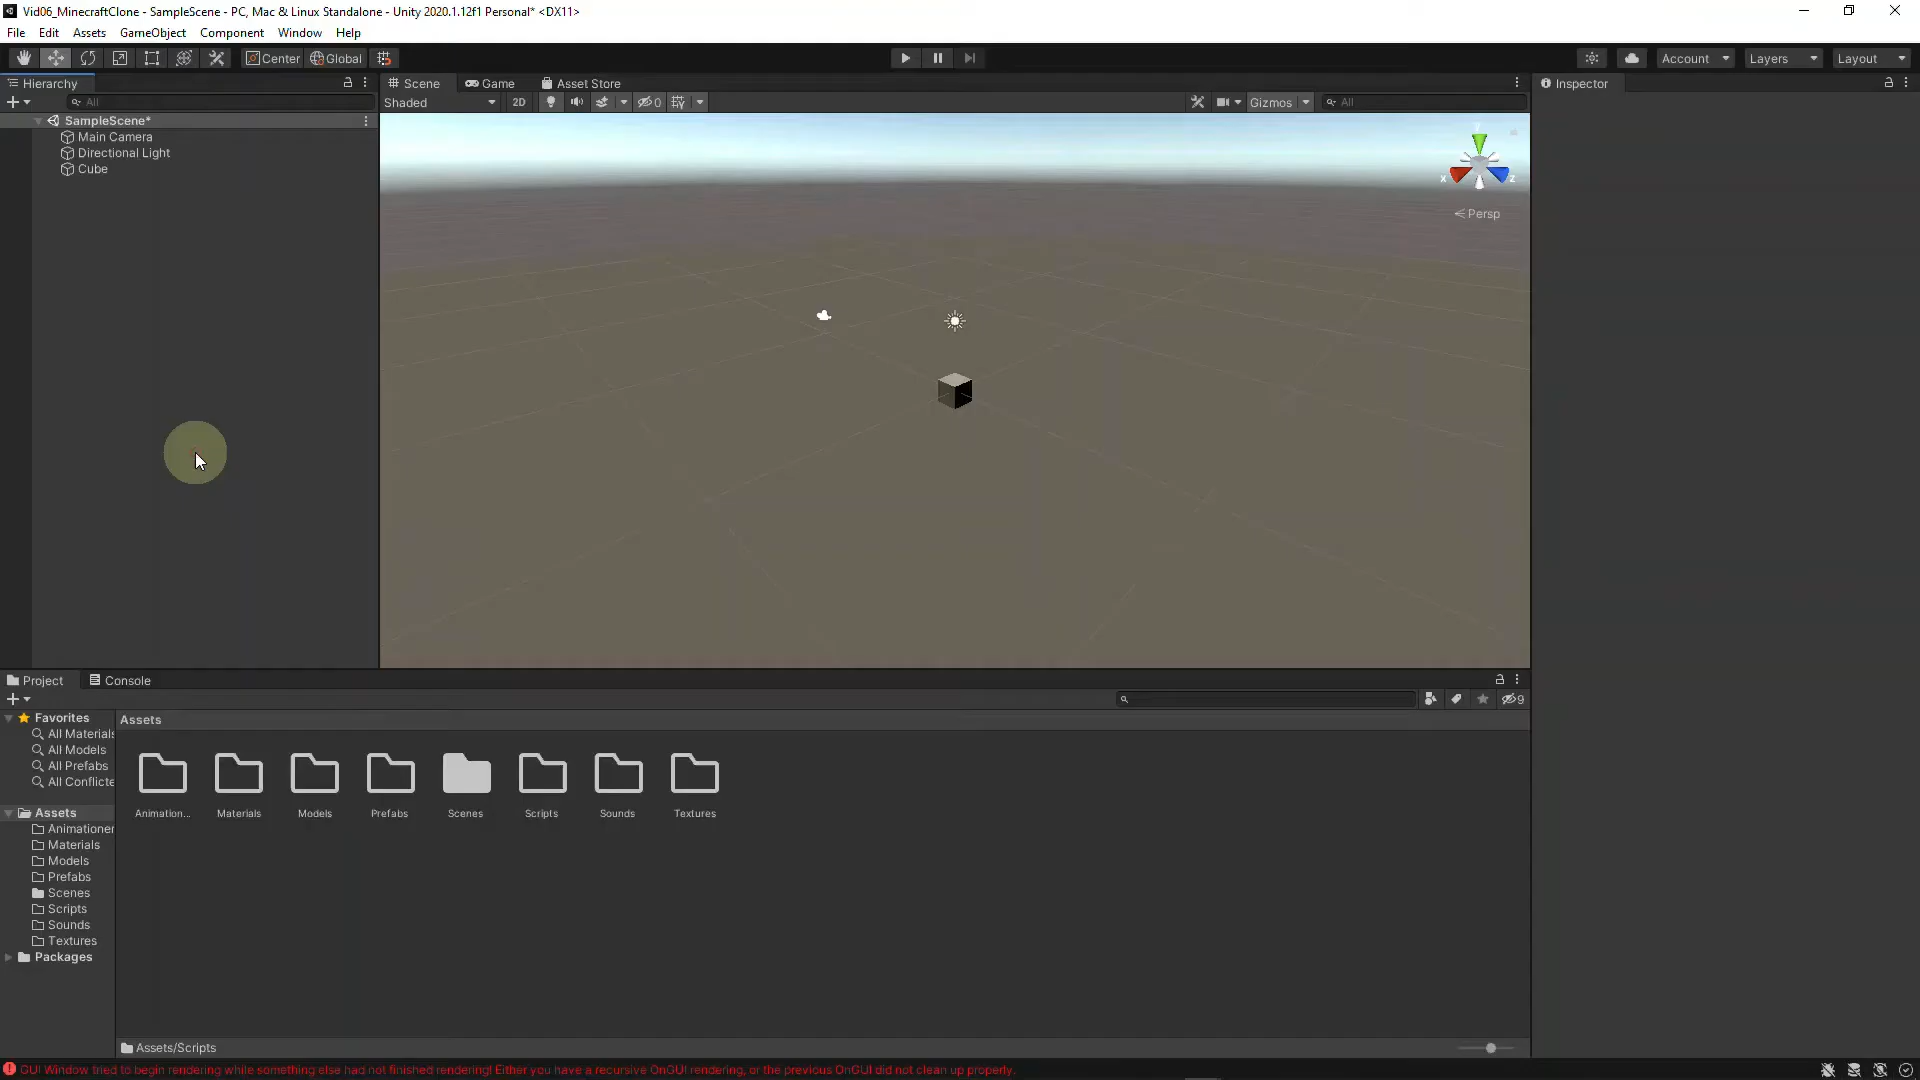 Vid06_MinecraftClone - SampleScene - PC, Mac & Linux Standalone - Unity 2020.1.12f1 Personal* <DX11>
File Edit Assets GameObject Component Window Help
Center Global Account Layers Layout
Hierarchy Scene Game Asset Store Inspector
All Shaded 2D 0 Gizmos All
SampleScene*
Main Camera
Directional Light
Cube
X Z
Persp
Project Console
9
Favorites
All Materials
All Models
All Prefabs
All Conflicte
Assets
Animationer
Materials
Models
Prefabs
Scenes
Scripts
Sounds
Textures
Packages
Assets
Animation... Materials Models Prefabs Scenes Scripts Sounds Textures
Assets/Scripts
GUI Window tried to begin rendering while something else had not finished rendering! Either you have a recursive OnGUI rendering, or the previous OnGUI did not clean up properly.